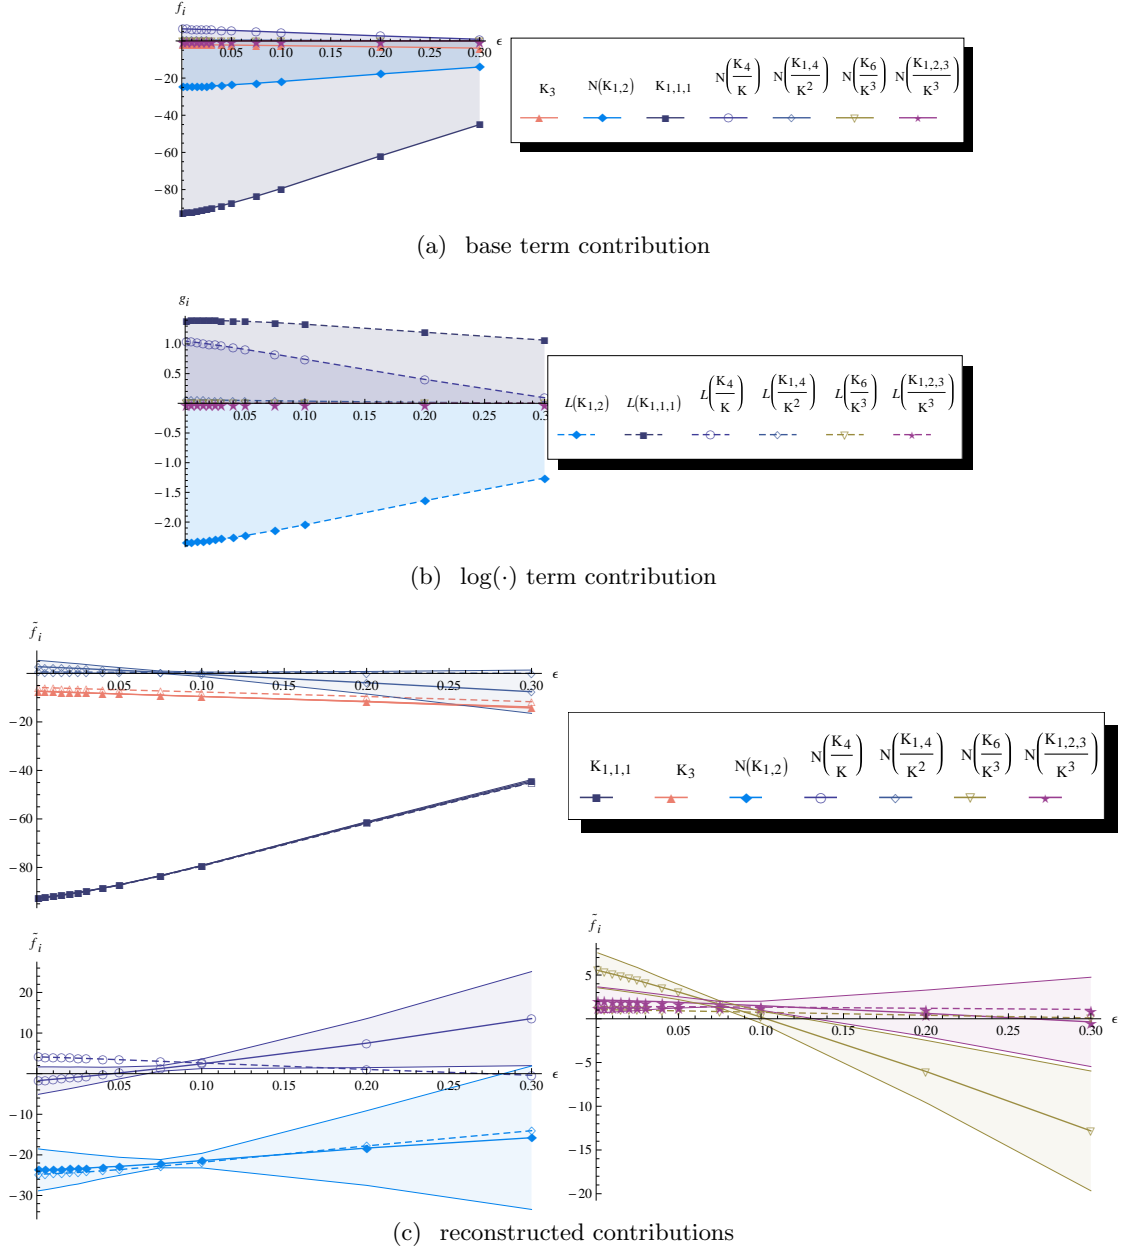 f_i
ϵ
0.05 0.10 0.15 0.20 0.25 0.30
−20
−40
−60
−80
K_3 N(K_{1,2}) K_{1,1,1} N(K_4/K) N(K_{1,4}/K^2) N(K_6/K^3) N(K_{1,2,3}/K^3)
(a) base term contribution
g_i
1.0
0.5
ϵ
0.05 0.10 0.15 0.20 0.25 0.3
−0.5
−1.0
−1.5
−2.0
L(K_{1,2}) L(K_{1,1,1}) L(K_4/K) L(K_{1,4}/K^2) L(K_6/K^3) L(K_{1,2,3}/K^3)
(b) log(·) term contribution
f̃_i
ϵ
0.05 0.10 0.15 0.20 0.25 0.30
−20
−40
−60
−80
K_{1,1,1} K_3 N(K_{1,2}) N(K_4/K) N(K_{1,4}/K^2) N(K_6/K^3) N(K_{1,2,3}/K^3)
f̃_i
20
10
ϵ
0.05 0.10 0.15 0.20 0.25 0.30
−10
−20
−30
f̃_i
5
ϵ
0.05 0.10 0.15 0.20 0.25 0.30
−5
−10
−15
−20
(c) reconstructed contributions